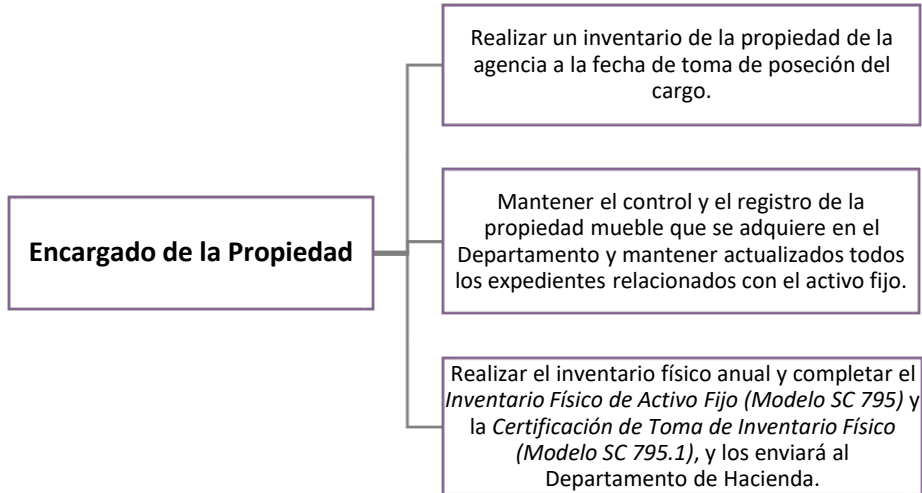 Realizar un inventario de la propiedad de la
agencia a la fecha de toma de poseción del
cargo.
Encargado de la Propiedad
Mantener el control y el registro de la
propiedad mueble que se adquiere en el
Departamento y mantener actualizados todos
los expedientes relacionados con el activo fijo.
Realizar el inventario físico anual y completar el
Inventario Físico de Activo Fijo (Modelo SC 795) y
la Certificación de Toma de Inventario Físico
(Modelo SC 795.1), y los enviará al
Departamento de Hacienda.